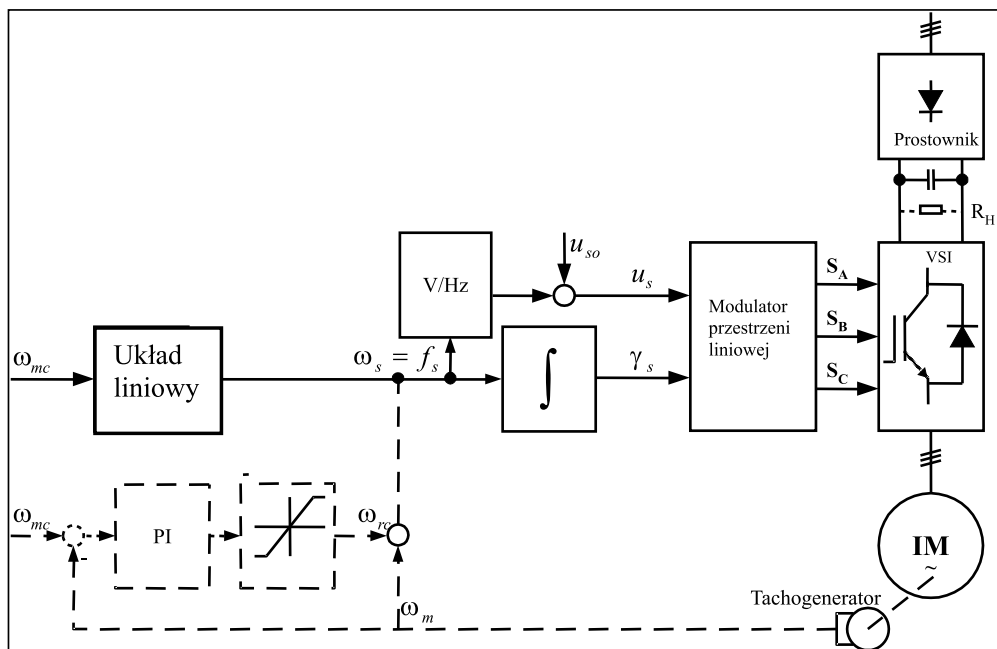 Prostownik
R_H
VSI
u_so
V/Hz
u_s
S_A
Modulator
przestrzeni
liniowej
S_B
S_C
ω_mc
Układ
liniowy
ω_s = f_s
∫
γ_s
ω_mc
-
PI
ω_rc
IM
~
ω_m
Tachogenerator